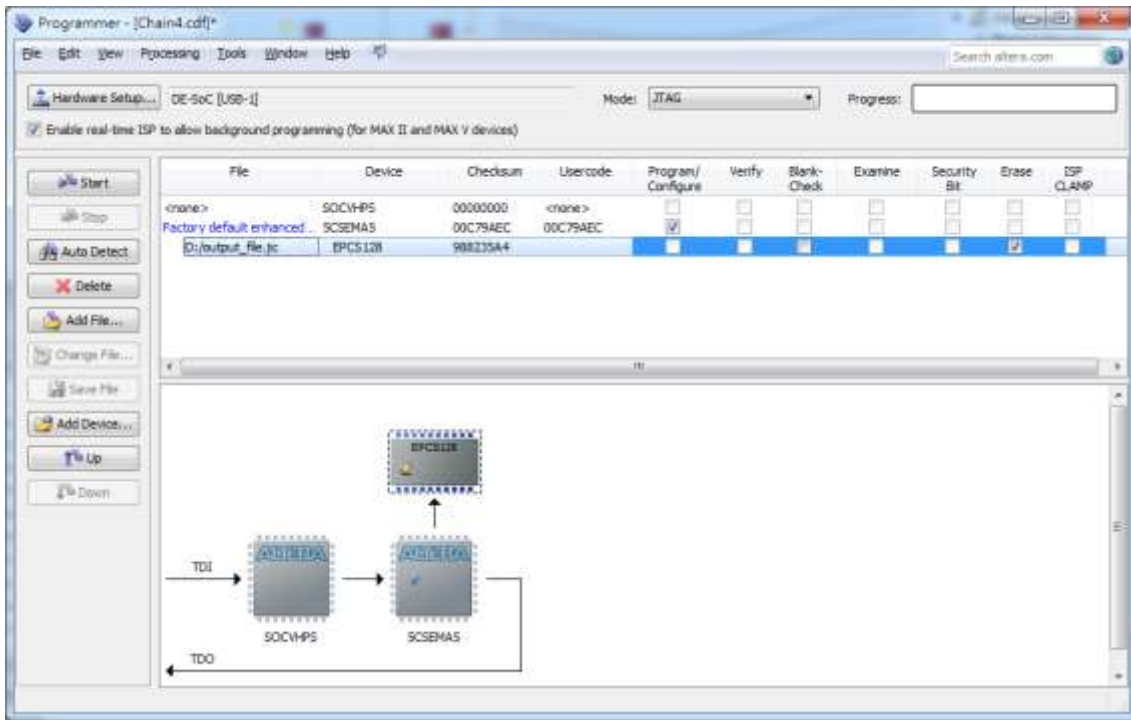 Programmer - [Chain4.cdf]*
File Edit View Processing Tools Window Help
Search altera.com
Hardware Setup... DE-SoC [USB-1] Mode: JTAG Progress:
Enable real-time ISP to allow background programming (for MAX II and MAX V devices)
File Device Checksum Usercode Program/Configure Verify Blank-Check Examine Security Bit Erase ISP CLAMP
<none> SOCVHPS 00000000 <none>
Factory default enhanced... 5CSEMA5 00C79AEC 00C79AEC
D:/output_file.jic EPCS128 988235A4
Start
Stop
Auto Detect
Delete
Add File...
Change File...
Save File
Add Device...
Up
Down
EPCS128
ALTERA ALTERA
TDI
SOCVHPS 5CSEMA5
TDO